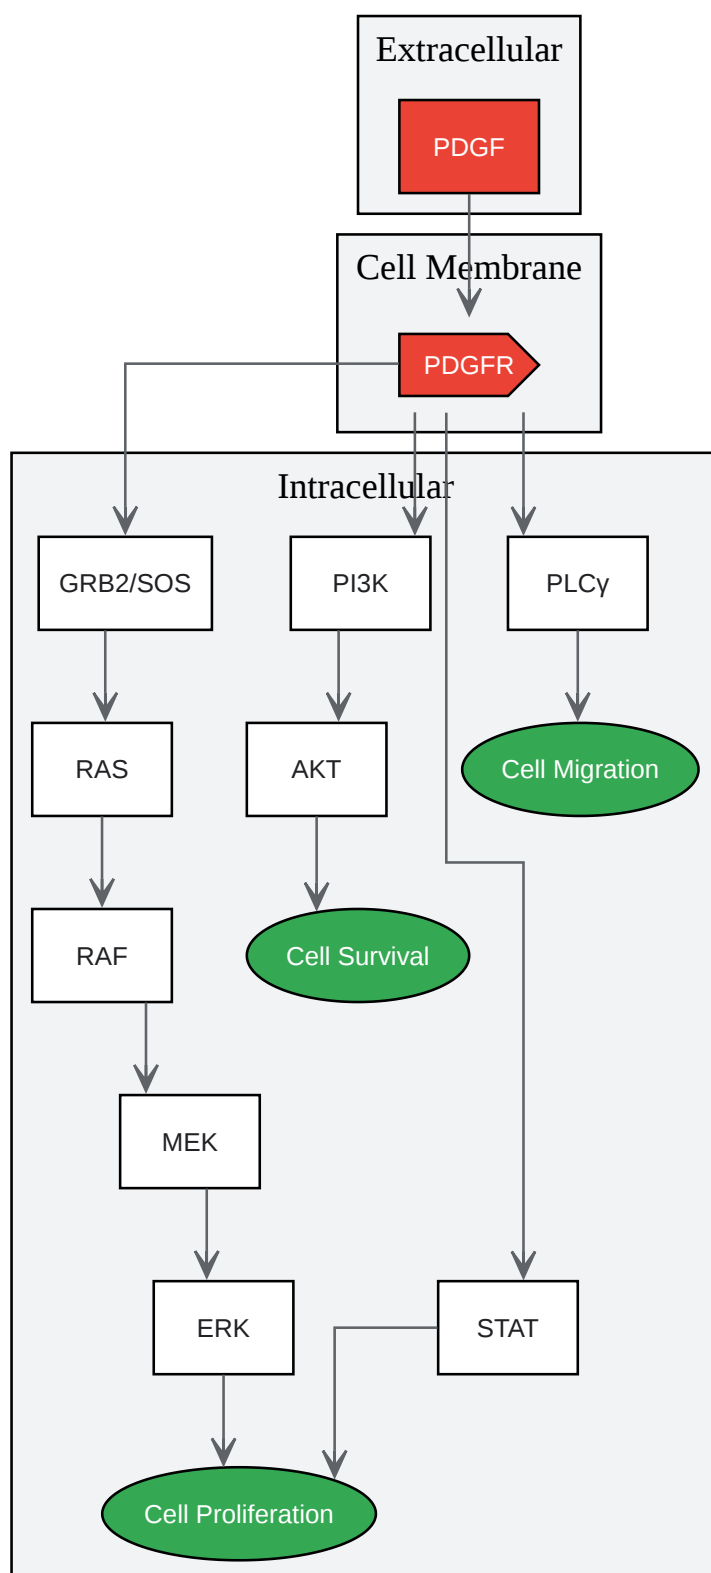 Extracellular
PDGF
Cell Membrane
PDGFR
Intracellular
GRB2/SOS
PI3K
PLCγ
RAS
AKT
Cell Migration
RAF
Cell Survival
MEK
ERK
STAT
Cell Proliferation